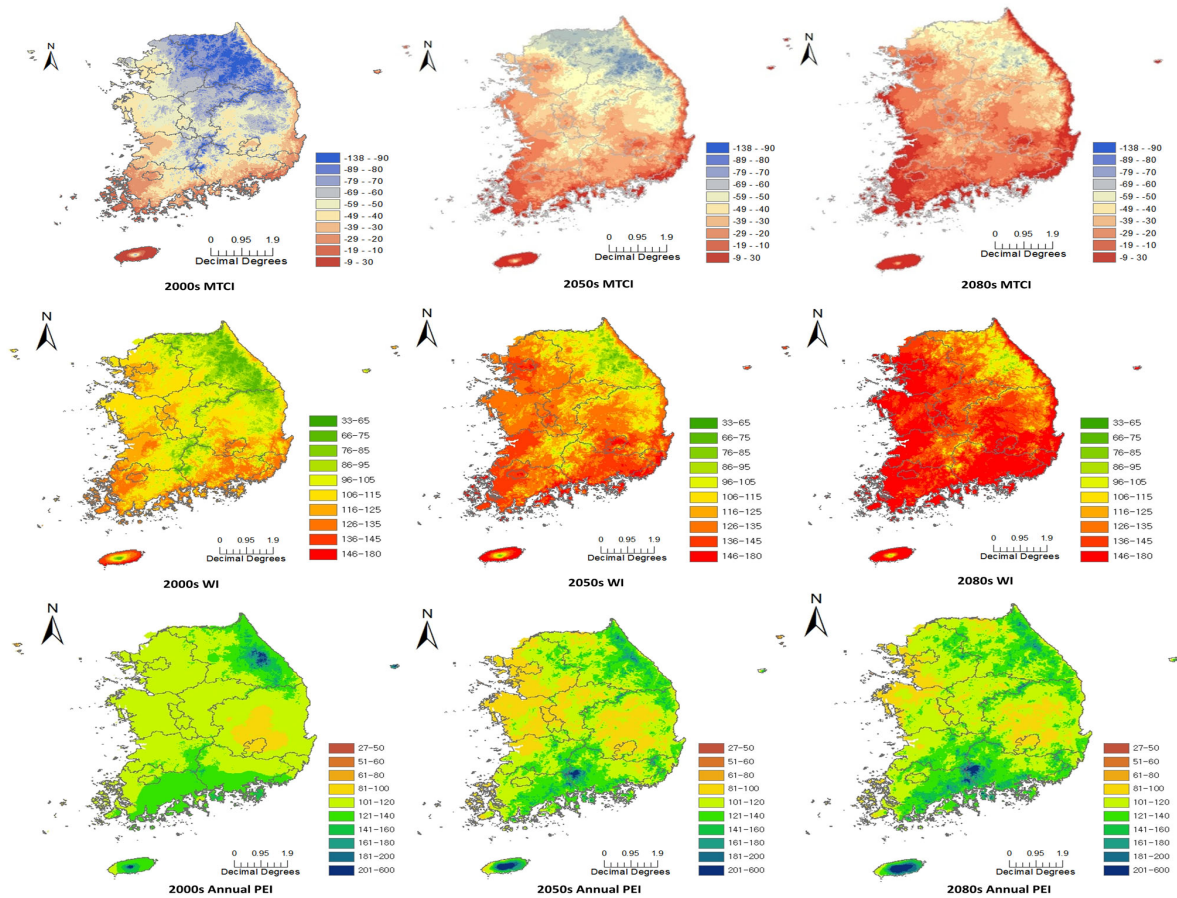 N
-138 - -90
-89 - -80
-79 - -70
-69 - -60
-59 - -50
-49 - -40
-39 - -30
-29 - -20
-19 - -10
-9 - 30
0 0.95 1.9
Decimal Degrees
2000s MTCI
N
-138 - -90
-89 - -80
-79 - -70
-69 - -60
-59 - -50
-49 - -40
-39 - -30
-29 - -20
-19 - -10
-9 - 30
0 0.95 1.9
Decimal Degrees
2050s MTCI
N
-138 - -90
-89 - -80
-79 - -70
-69 - -60
-59 - -50
-49 - -40
-39 - -30
-29 - -20
-19 - -10
-9 - 30
0 0.95 1.9
Decimal Degrees
2080s MTCI
N
33-65
66-75
76-85
86-95
96-105
106-115
116-125
126-135
136-145
146-180
0 0.95 1.9
Decimal Degrees
2000s WI
N
33-65
66-75
76-85
86-95
96-105
106-115
116-125
126-135
136-145
146-180
0 0.95 1.9
Decimal Degrees
2050s WI
N
33-65
66-75
76-85
86-95
96-105
106-115
116-125
126-135
136-145
146-180
0 0.95 1.9
Decimal Degrees
2080s WI
N
27-50
51-60
61-80
81-100
101-120
121-140
141-160
161-180
181-200
201-600
0 0.95 1.9
Decimal Degrees
2000s Annual PEI
N
27-50
51-60
61-80
81-100
101-120
121-140
141-160
161-180
181-200
201-600
0 0.95 1.9
Decimal Degrees
2050s Annual PEI
N
27-50
51-60
61-80
81-100
101-120
121-140
141-160
161-180
181-200
201-600
0 0.95 1.9
Decimal Degrees
2080s Annual PEI